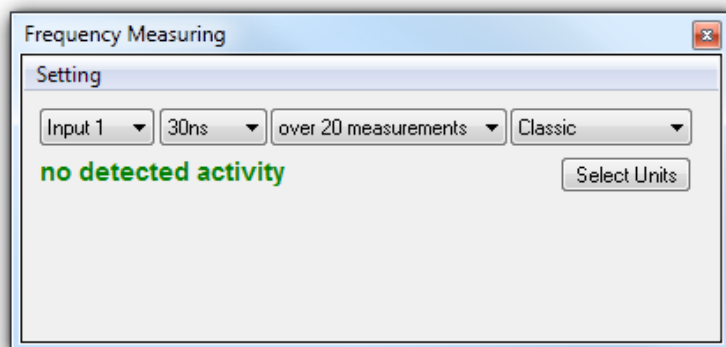 Frequency Measuring
Setting
Input 1 30ns over 20 measurements Classic
no detected activity Select Units